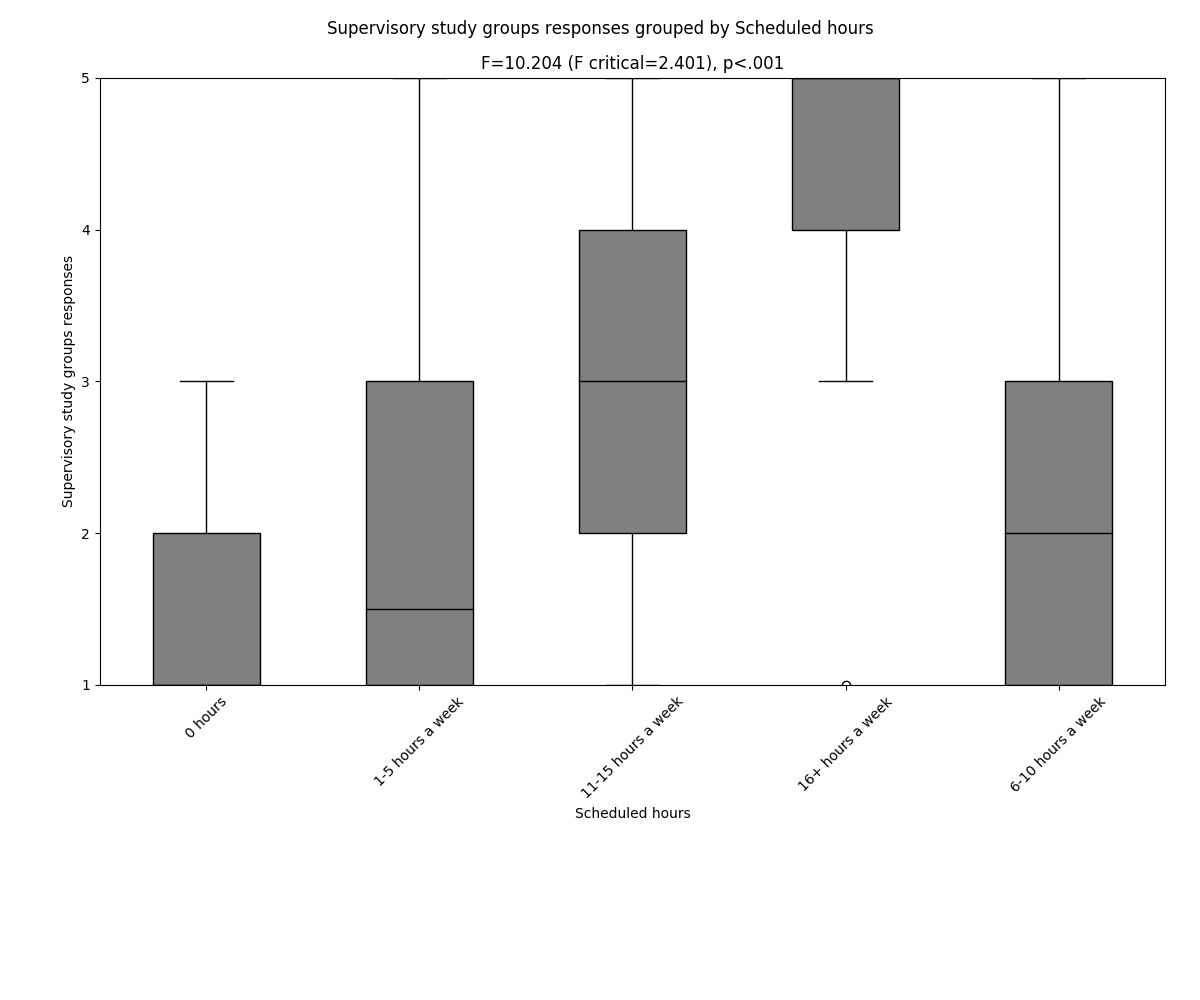 Supervisory study groups responses grouped by Scheduled hours
F=10.204 (F critical=2.401), p<.001
Supervisory study groups responses
5
4
3
2
1
0 hours
1-5 hours a week
11-15 hours a week
16+ hours a week
6-10 hours a week
Scheduled hours